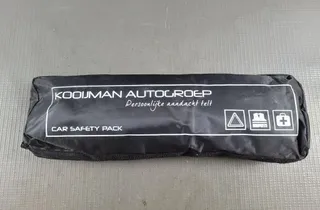 KOOIJMAN AUTOGROEP
Persoonlijke aandacht telt
CAR SAFETY PACK